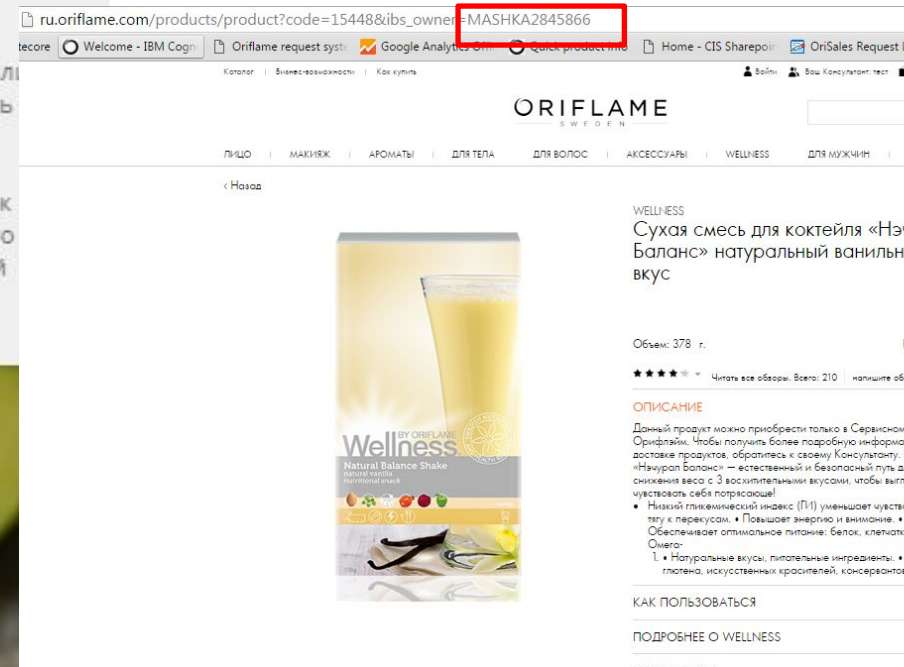 ru.oriflame.com/products/product?code=15448&ibs_owner=MASHKA2845866
tecore Welcome - IBM Cogn Oriflame request syst Google Analytics Offi Quick product info Home - CIS Sharepoin OriSales Request
Каталог | Бизнес-возможности | Как купить Войти Ваш Консультант: тест
ORIFLAME
SWEDEN
ЛИЦО | МАКИЯЖ | АРОМАТЫ | ДЛЯ ТЕЛА ДЛЯ ВОЛОС | АКСЕССУАРЫ | WELLNESS ДЛЯ МУЖЧИН |
‹ Назад
WELLNESS
Сухая смесь для коктейля «Нэч
Баланс» натуральный ванильн
вкус
Объем: 378 г.
Читать все обзоры. Всего: 210 напишите об
ОПИСАНИЕ
Данный продукт можно приобрести только в Сервисном
Орифлэйм. Чтобы получить более подробную информа
доставке продуктов, обратитесь к своему Консультанту.
«Нэчурал Баланс» — естественный и безопасный путь д
снижения веса с 3 восхитительными вкусами, чтобы выгл
чувствовать себя потрясающе!
• Низкий гликемический индекс (ГИ) уменьшает чувств
тягу к перекусам. • Повышает энергию и внимание. •
Обеспечивает оптимальное питание: белок, клетчатк
Омега-
1. • Натуральные вкусы, питательные ингредиенты. •
глютена, искусственных красителей, консервантов
КАК ПОЛЬЗОВАТЬСЯ
ПОДРОБНЕЕ О WELLNESS
BY ORIFLAME
Wellness
Natural Balance Shake
natural vanilla
nutritional snack